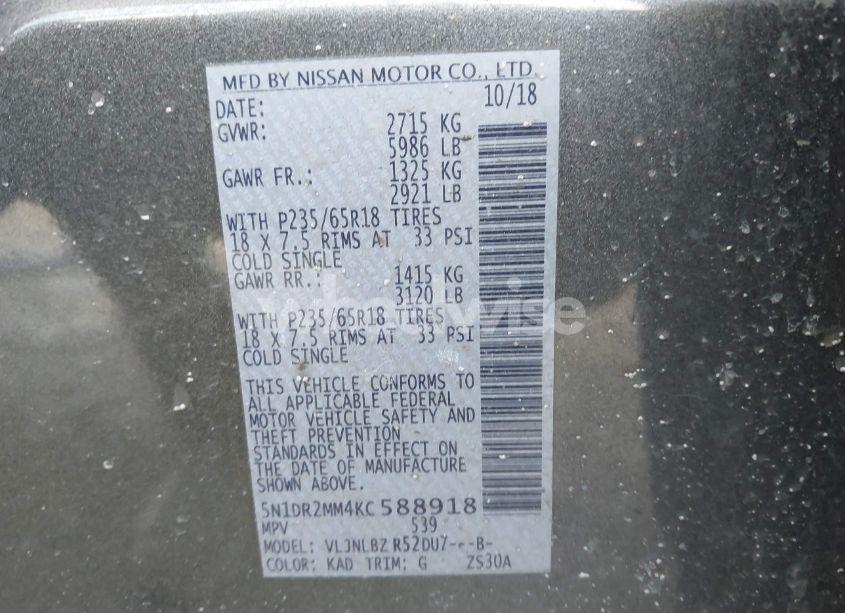 MFD BY NISSAN MOTOR CO., LTD.
DATE: 10/18
GVWR: 2715 KG
5986 LB
GAWR FR.: 1325 KG
2921 LB
WITH P235/65R18 TIRES
18 X 7.5 RIMS AT 33 PSI
COLD SINGLE
GAWR RR.: 1415 KG
3120 LB
WITH P235/65R18 TIRES
18 X 7.5 RIMS AT 33 PSI
COLD SINGLE
THIS VEHICLE CONFORMS TO
ALL APPLICABLE FEDERAL
MOTOR VEHICLE SAFETY AND
THEFT PREVENTION
STANDARDS IN EFFECT ON
THE DATE OF MANUFACTURE
SHOWN ABOVE.
5N1DR2MM4KC588918
MPV 539
MODEL: VLJNLBZ R52DU7---B-
COLOR: KAD TRIM: G ZS30A